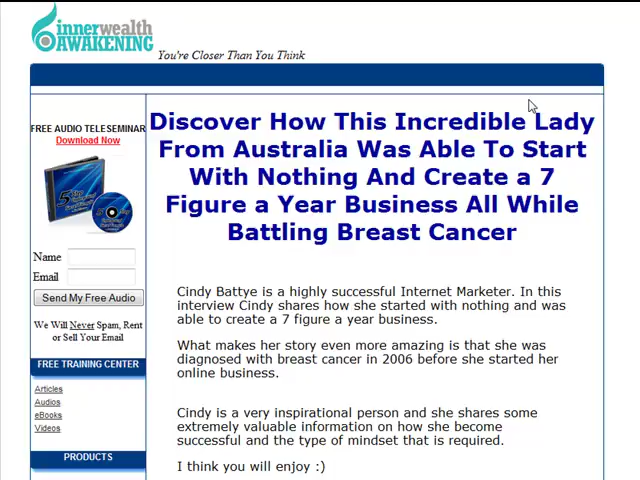 innerwealth
AWAKENING
You're Closer Than You Think
FREE AUDIO TELESEMINAR
Download Now
5
Name
Email
Send My Free Audio
We Will Never Spam, Rent
or Sell Your Email
FREE TRAINING CENTER
Articles
Audios
eBooks
Videos
PRODUCTS
Discover How This Incredible Lady
From Australia Was Able To Start
With Nothing And Create a 7
Figure a Year Business All While
Battling Breast Cancer
Cindy Battye is a highly successful Internet Marketer. In this
interview Cindy shares how she started with nothing and was
able to create a 7 figure a year business.
What makes her story even more amazing is that she was
diagnosed with breast cancer in 2006 before she started her
online business.
Cindy is a very inspirational person and she shares some
extremely valuable information on how she become
successful and the type of mindset that is required.
I think you will enjoy :)